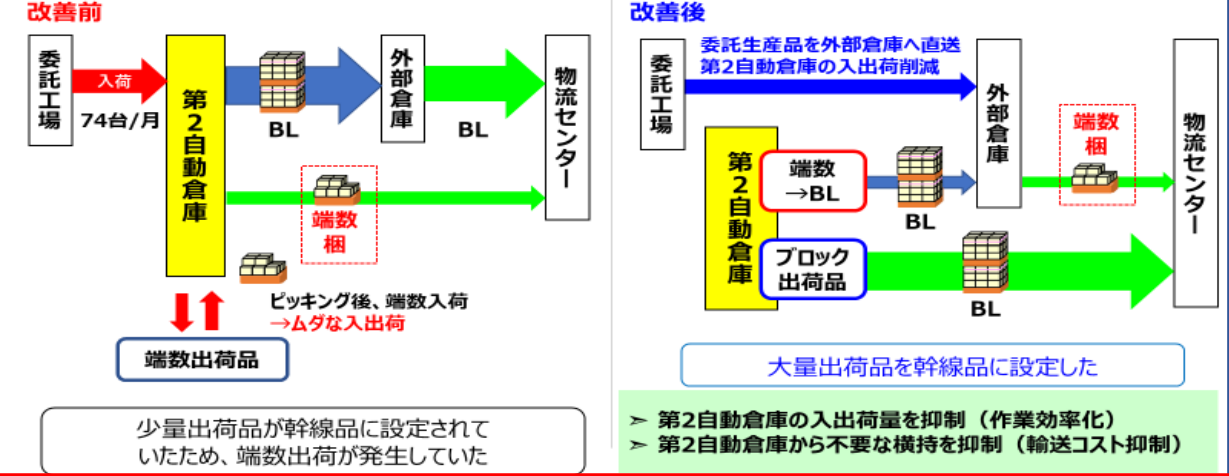 改善前
委託工場
入荷
74台/月
第2自動倉庫
BL
外部倉庫
BL
物流センター
端数
梱
ピッキング後、端数入荷
→ムダな入出荷
端数出荷品
少量出荷品が幹線品に設定されて
いたため、端数出荷が発生していた
改善後
委託工場
委託生産品を外部倉庫へ直送
第2自動倉庫の入出荷削減
外部倉庫
物流センター
端数
梱
第2自動倉庫
端数
→BL
BL
ブロック
出荷品
BL
大量出荷品を幹線品に設定した
➢ 第2自動倉庫の入出荷量を抑制（作業効率化）
➢ 第2自動倉庫から不要な横持を抑制（輸送コスト抑制）